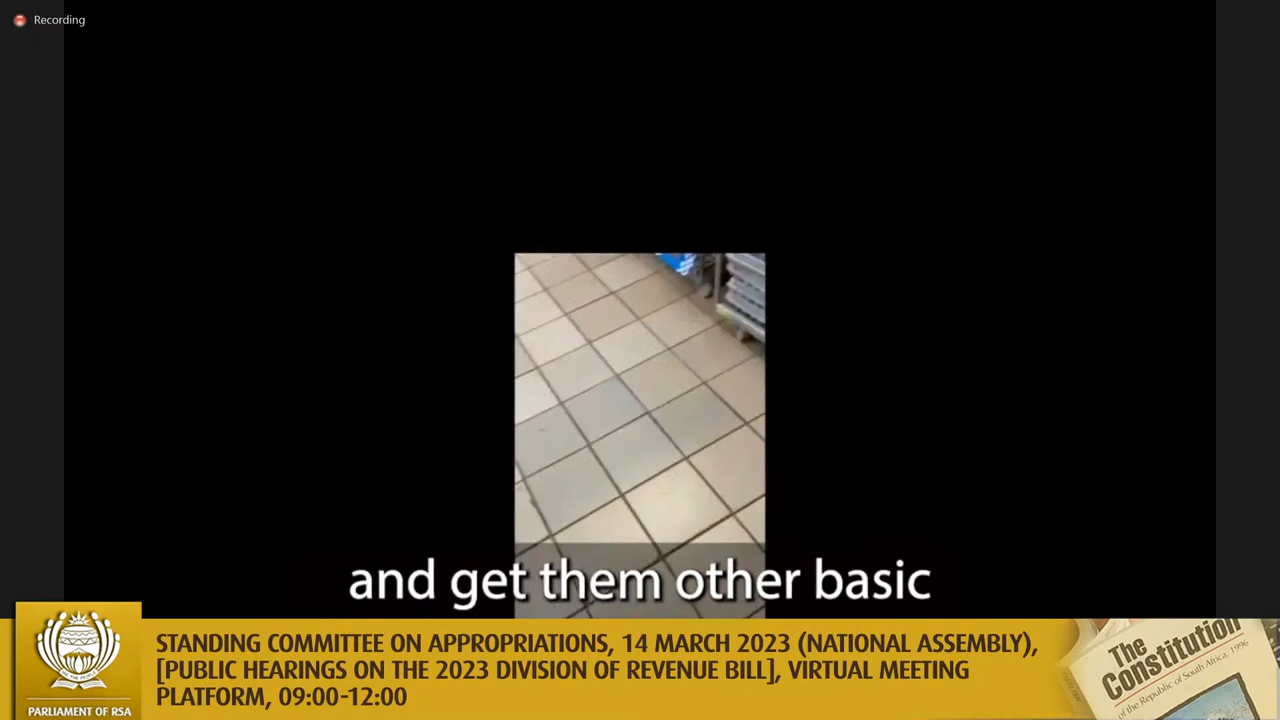 Recording
and get them other basic
STANDING COMMITTEE ON APPROPRIATIONS, 14 MARCH 2023 (NATIONAL ASSEMBLY),
[PUBLIC HEARINGS ON THE 2023 DIVISION OF REVENUE BILL], VIRTUAL MEETING
PLATFORM, 09:00-12:00
PARLIAMENT OF RSA
The
Constitution
of the Republic of South Africa, 1996